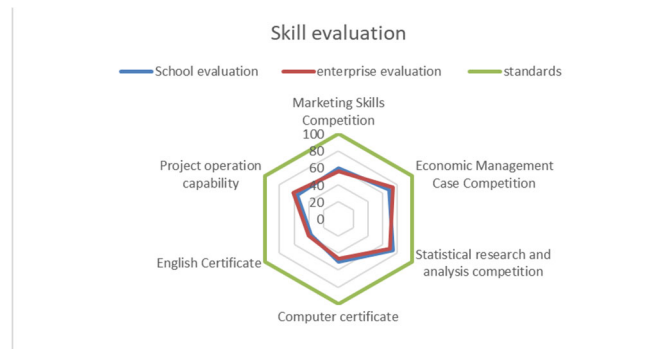 Skill evaluation
School evaluation
enterprise evaluation
standards
Marketing Skills
Competition
100
80
60
40
20
0
Economic Management
Case Competition
Statistical research and
analysis competition
Computer certificate
English Certificate
Project operation
capability